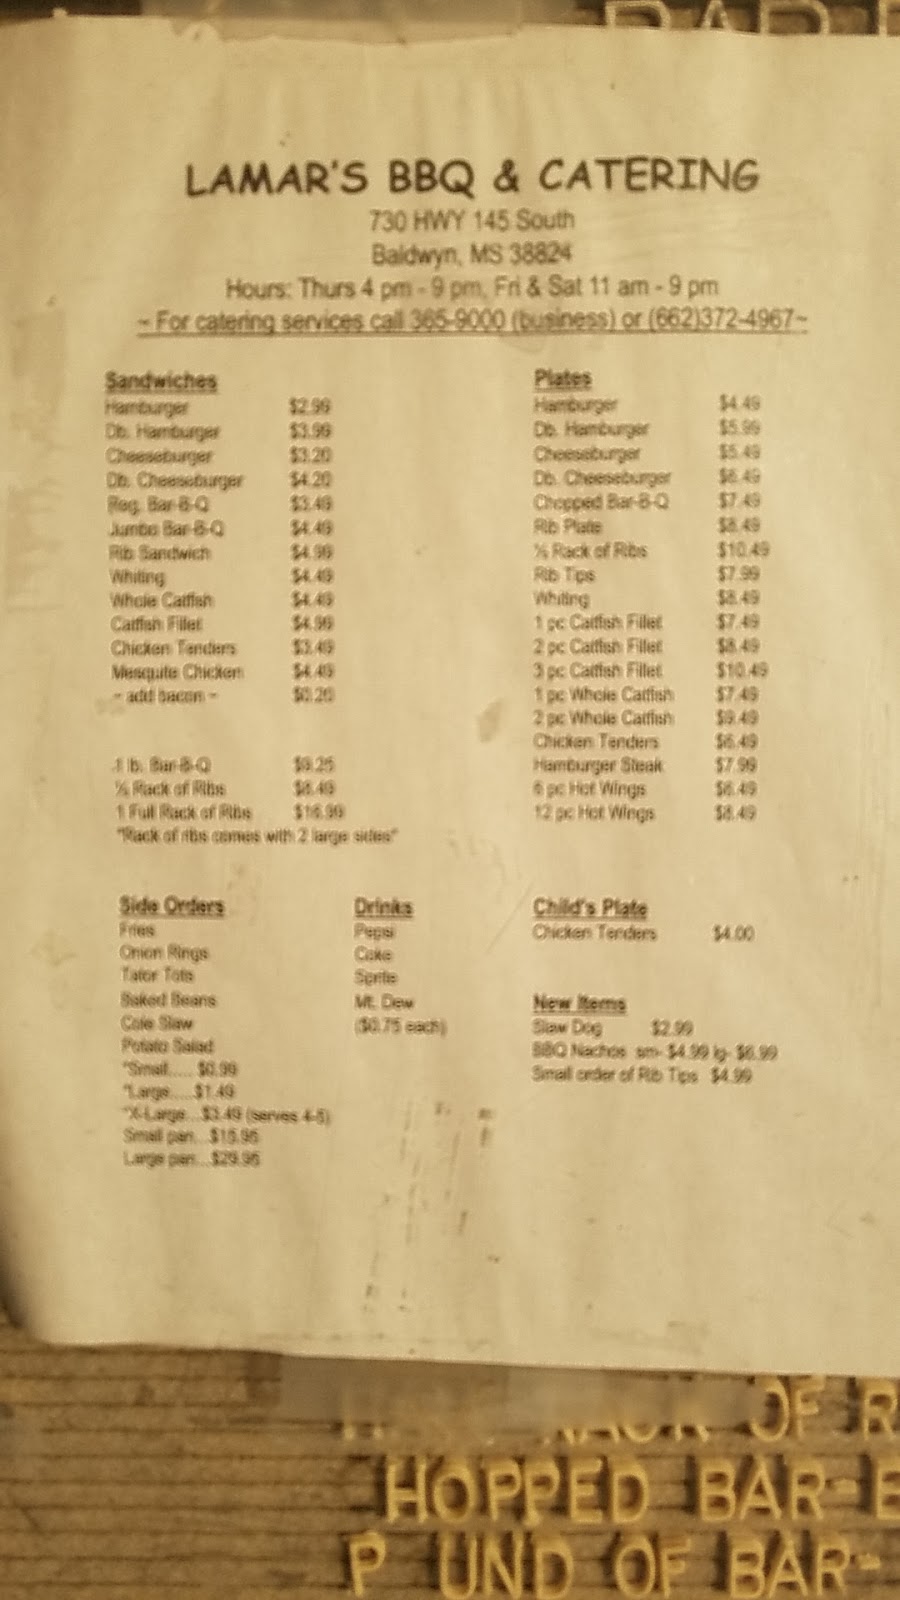 LAMAR'S BBQ & CATERING
730 HWY 145 South
Baldwyn, MS 38824
Hours: Thurs 4 pm - 9 pm, Fri & Sat 11 am - 9 pm
~ For catering services call 365-9000 (business) or (662)372-4967~
Sandwiches
Hamburger $2.99
Db. Hamburger $3.99
Cheeseburger $3.20
Db. Cheeseburger $4.20
Reg. Bar-B-Q $3.49
Jumbo Bar-B-Q $4.49
Rib Sandwich $4.99
Whiting $4.49
Whole Catfish $4.49
Catfish Fillet $4.99
Chicken Tenders $3.49
Mesquite Chicken $4.49
~ add bacon ~ $0.20
1 lb. Bar-B-Q $9.25
½ Rack of Ribs $8.49
1 Full Rack of Ribs $16.99
*Rack of ribs comes with 2 large sides*
Plates
Hamburger $4.49
Db. Hamburger $5.99
Cheeseburger $5.49
Db. Cheeseburger $6.49
Chopped Bar-B-Q $7.49
Rib Plate $8.49
½ Rack of Ribs $10.49
Rib Tips $7.99
Whiting $8.49
1 pc Catfish Fillet $7.49
2 pc Catfish Fillet $8.49
3 pc Catfish Fillet $10.49
1 pc Whole Catfish $7.49
2 pc Whole Catfish $9.49
Chicken Tenders $6.49
Hamburger Steak $7.99
6 pc Hot Wings $6.49
12 pc Hot Wings $8.49
Side Orders
Fries
Onion Rings
Tator Tots
Baked Beans
Cole Slaw
Potato Salad
*Small..... $0.99
*Large.....$1.49
*X-Large...$3.49 (serves 4-5)
Small pan...$15.95
Large pan...$29.95
Drinks
Pepsi
Coke
Sprite
Mt. Dew
($0.75 each)
Child's Plate
Chicken Tenders $4.00
New Items
Slaw Dog $2.99
BBQ Nachos sm- $4.99 lg- $6.99
Small order of Rib Tips $4.99
RACK OF R
HOPPED BAR-B
P UND OF BAR-